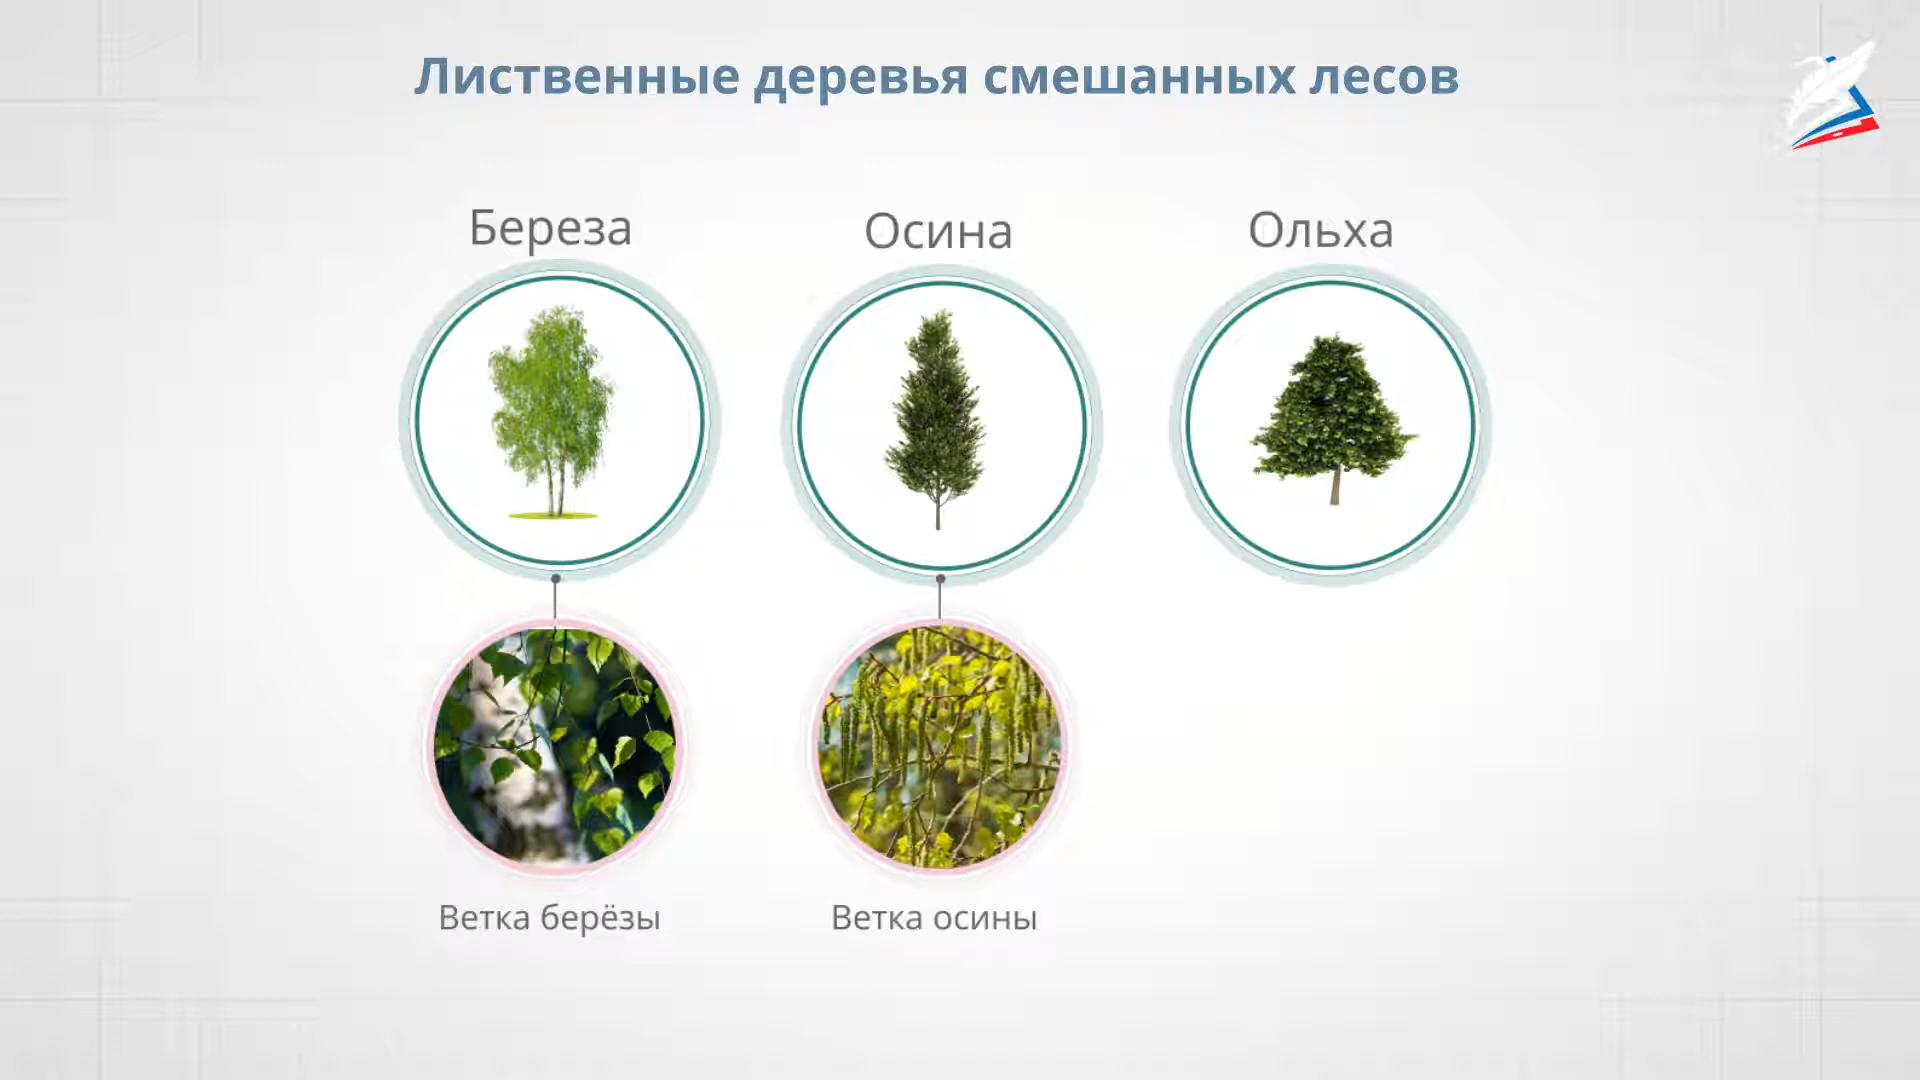 Лиственные деревья смешанных лесов
Береза
Осина
Ольха
Ветка берёзы
Ветка осины